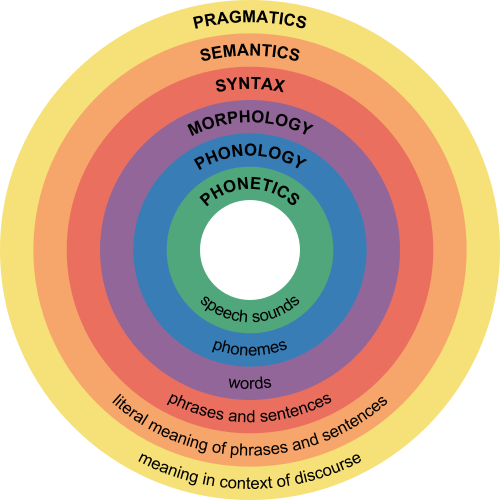 PRAGMATICS
SEMANTICS
SYNTAX
MORPHOLOGY
PHONOLOGY
PHONETICS
speech sounds
phonemes
words
phrases and sentences
literal meaning of phrases and sentences
meaning in context of discourse